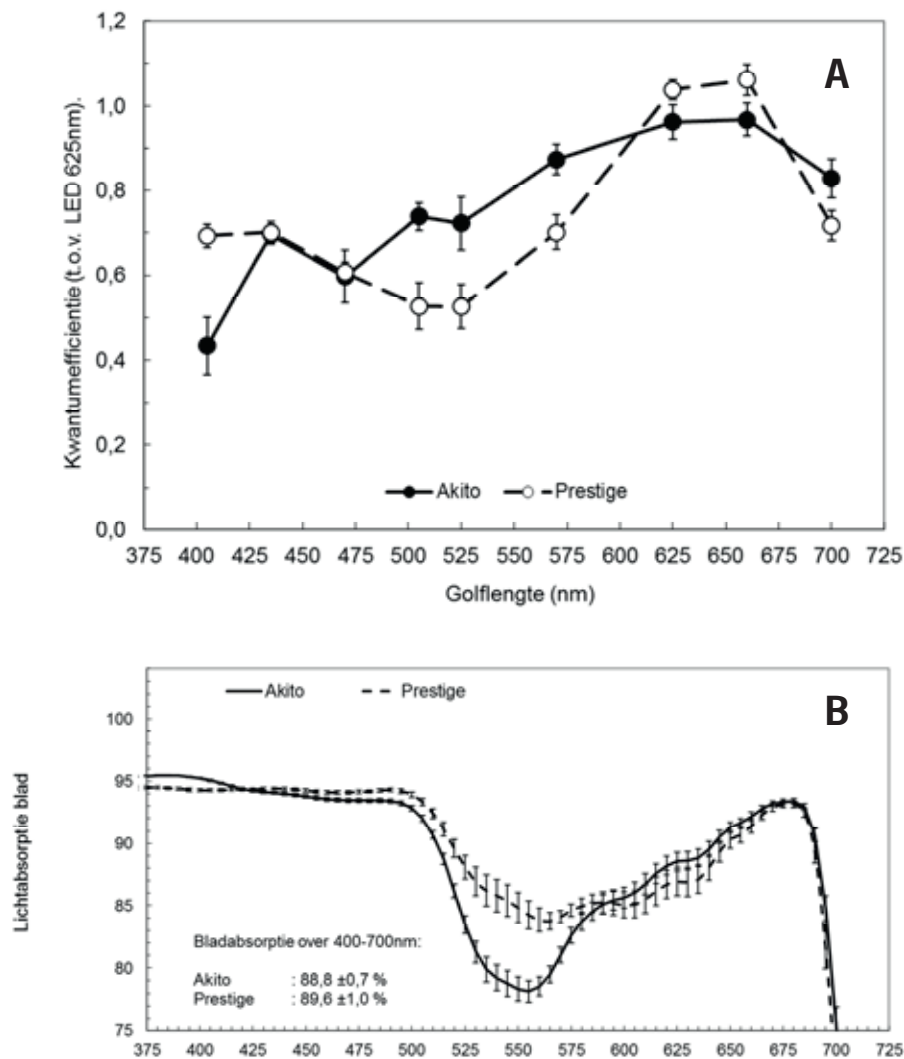 A
Kwantumefficientie (t.o.v. LED 625nm).
1,2
1,0
0,8
0,6
0,4
0,2
0,0
Akito Prestige
375 400 425 450 475 500 525 550 575 600 625 650 675 700 725
Golflengte (nm)
Akito Prestige
B
Lichtabsorptie blad
100
95
90
85
80
75
Bladabsorptie over 400-700nm:
Akito : 88,8 ±0,7 %
Prestige : 89,6 ±1,0 %
375 400 425 450 475 500 525 550 575 600 625 650 675 700 725